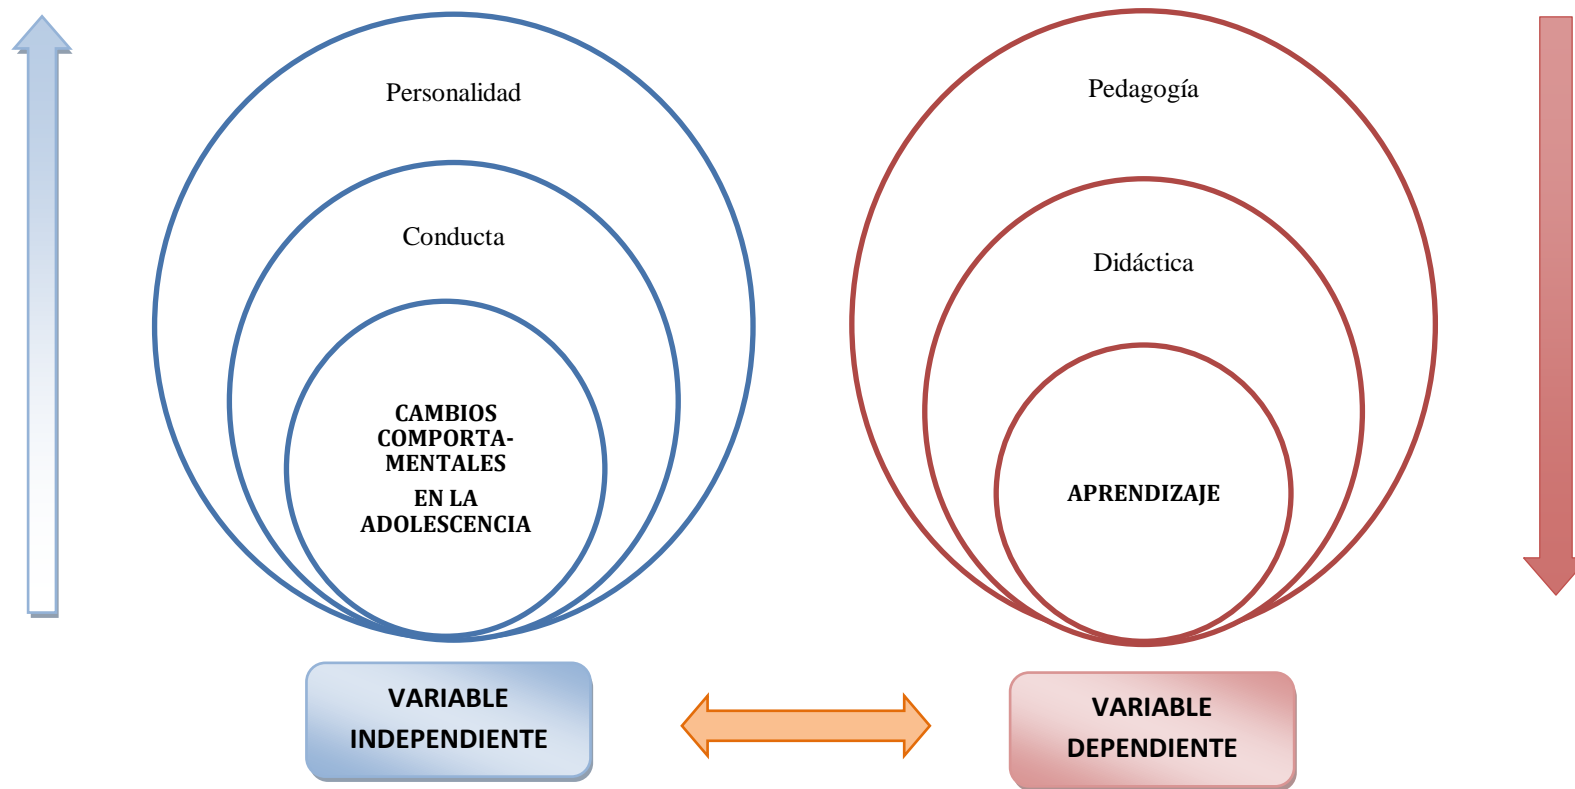 Personalidad
Conducta
CAMBIOS
COMPORTA-
MENTALES
EN LA
ADOLESCENCIA
VARIABLE
INDEPENDIENTE
Pedagogía
Didáctica
APRENDIZAJE
VARIABLE
DEPENDIENTE